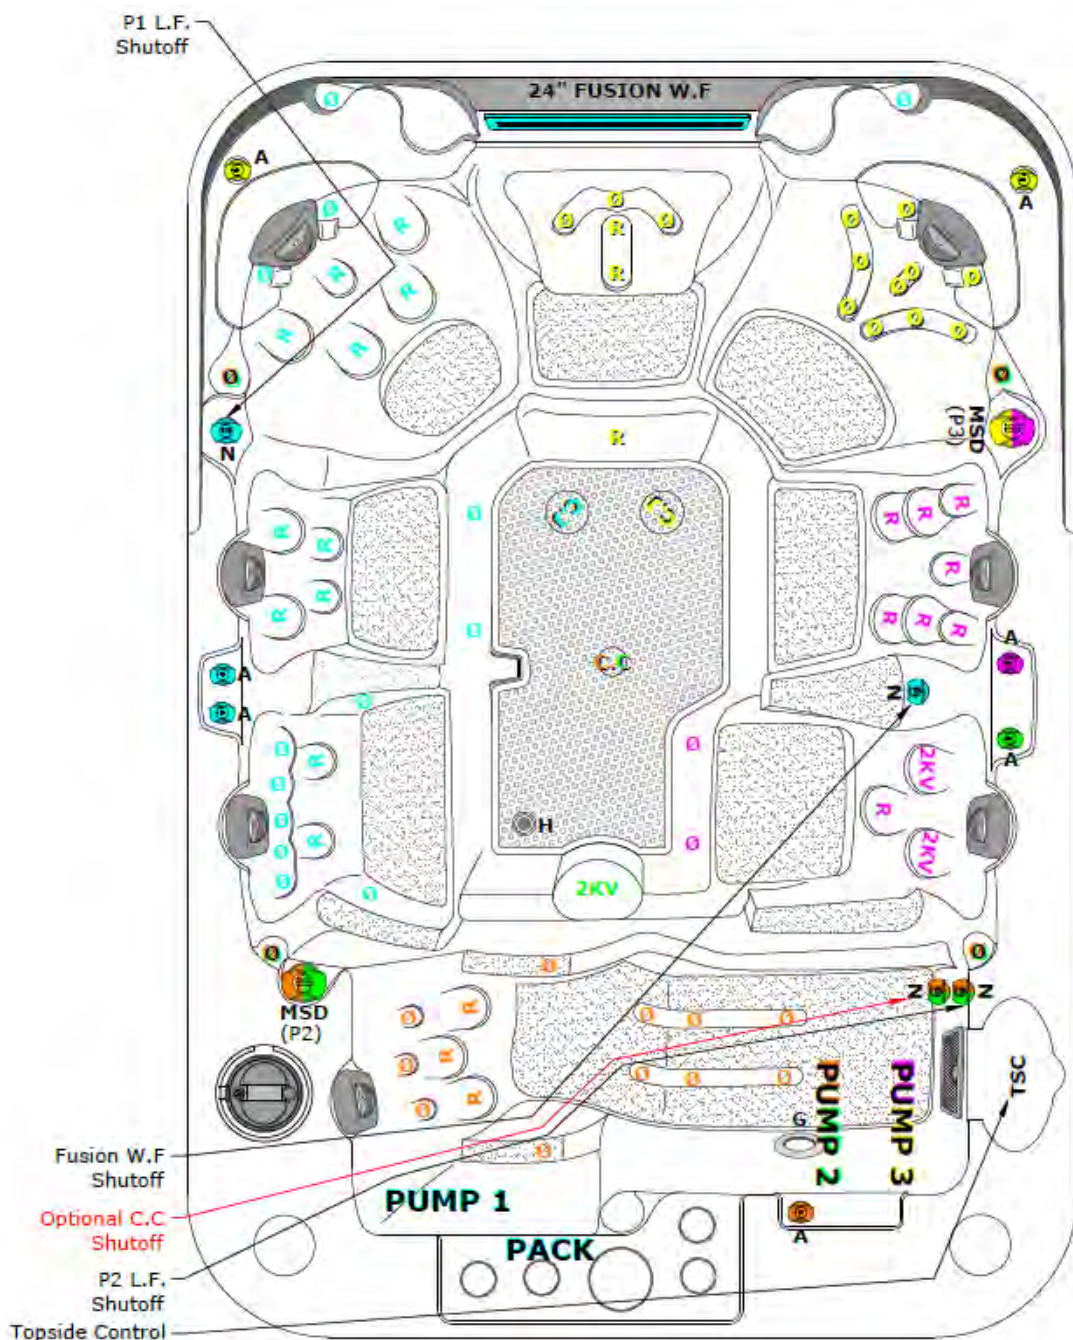 P1 L.F.
Shutoff
24" FUSION W.F
Ø
Ø
A
A
Ø
R
Ø
Ø
Ø
R
R
Ø
Ø
Ø
Ø
R
R
Ø
Ø
Ø
Ø
Ø
Ø
R
R
Ø
Ø
Ø
Ø
Ø
N
MSD
(P3)
R
Ø
R
R
R
R
R
R
R
R
R
R
R
C.C
A
A
A
N
Ø
Ø
Ø
R
Ø
Ø
R
Ø
Ø
A
2KV
R
2KV
Ø
H
Ø
Ø
2KV
Ø
Ø
Ø
MSD
(P2)
N
N
Ø
R
Ø
R
Ø
R
Ø
Ø
Ø
Ø
Ø
Ø
TSC
PUMP 2
PUMP 3
G
Fusion W.F
Shutoff
Ø
PUMP 1
Optional C.C
Shutoff
A
PACK
P2 L.F.
Shutoff
Topside Control